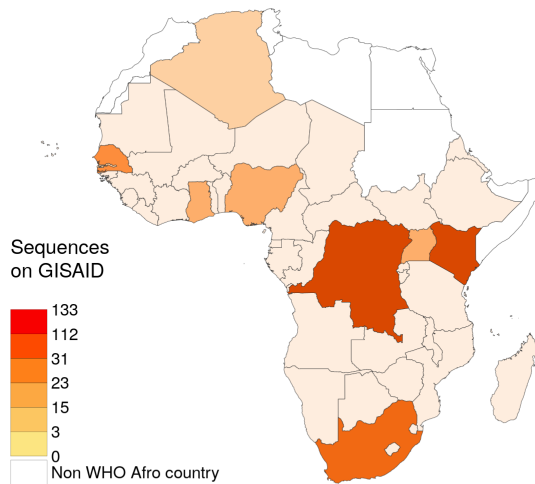 Sequences
on GISAID
133
112
31
23
15
3
0
Non WHO Afro country